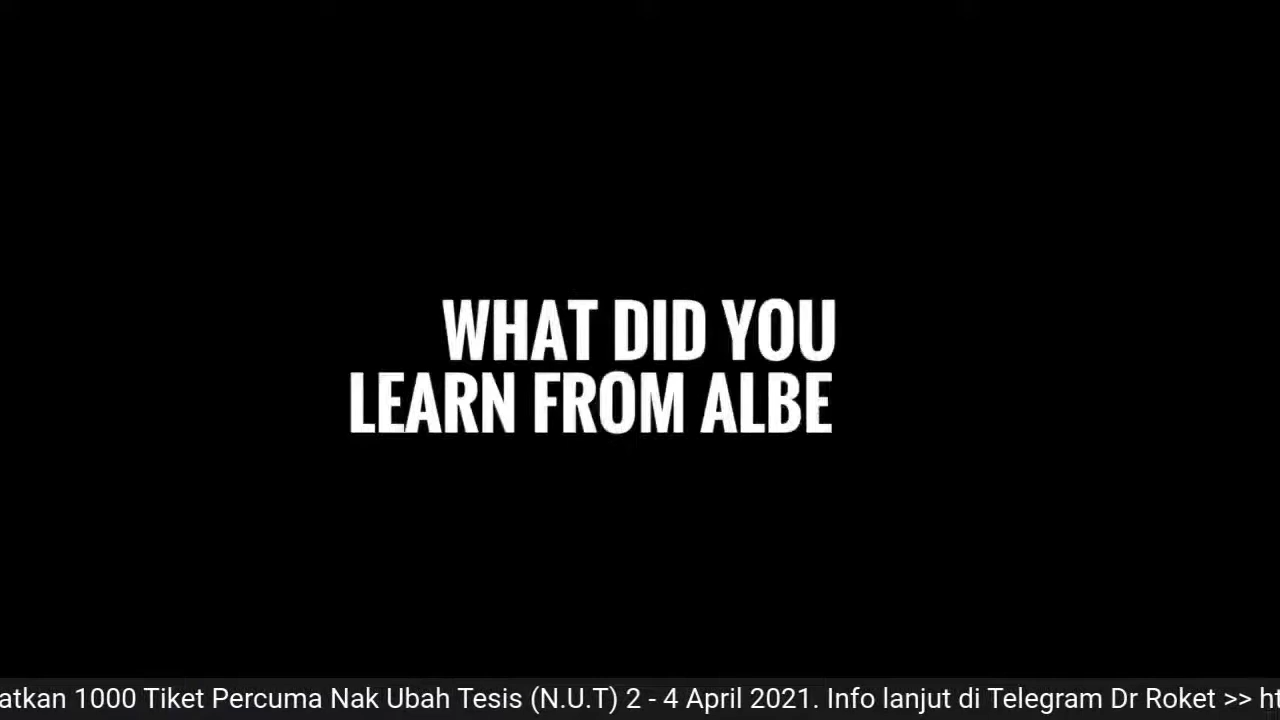 WHAT DID YOU
LEARN FROM ALBE
atkan 1000 Tiket Percuma Nak Ubah Tesis (N.U.T) 2 - 4 April 2021. Info lanjut di Telegram Dr Roket >> ht